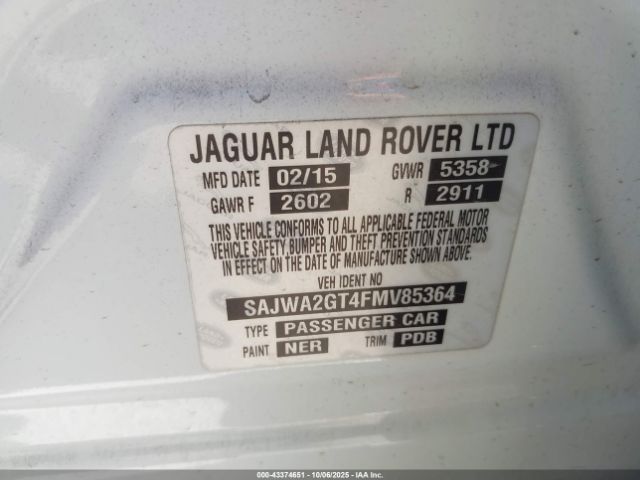 JAGUAR LAND ROVER LTD
MFD DATE 02/15 GVWR 5358
GAWR F 2602 R 2911
THIS VEHICLE CONFORMS TO ALL APPLICABLE FEDERAL MOTOR
VEHICLE SAFETY BUMPER AND THEFT PREVENTION STANDARDS
IN EFFECT ON THE DATE OF MANUFACTURE SHOWN ABOVE.
VEH IDENT NO
SAJWA2GT4FMV85364
TYPE PASSENGER CAR
PAINT NER TRIM PDB
© - 43374651 - 10/06/2025 - IAAI, Inc.